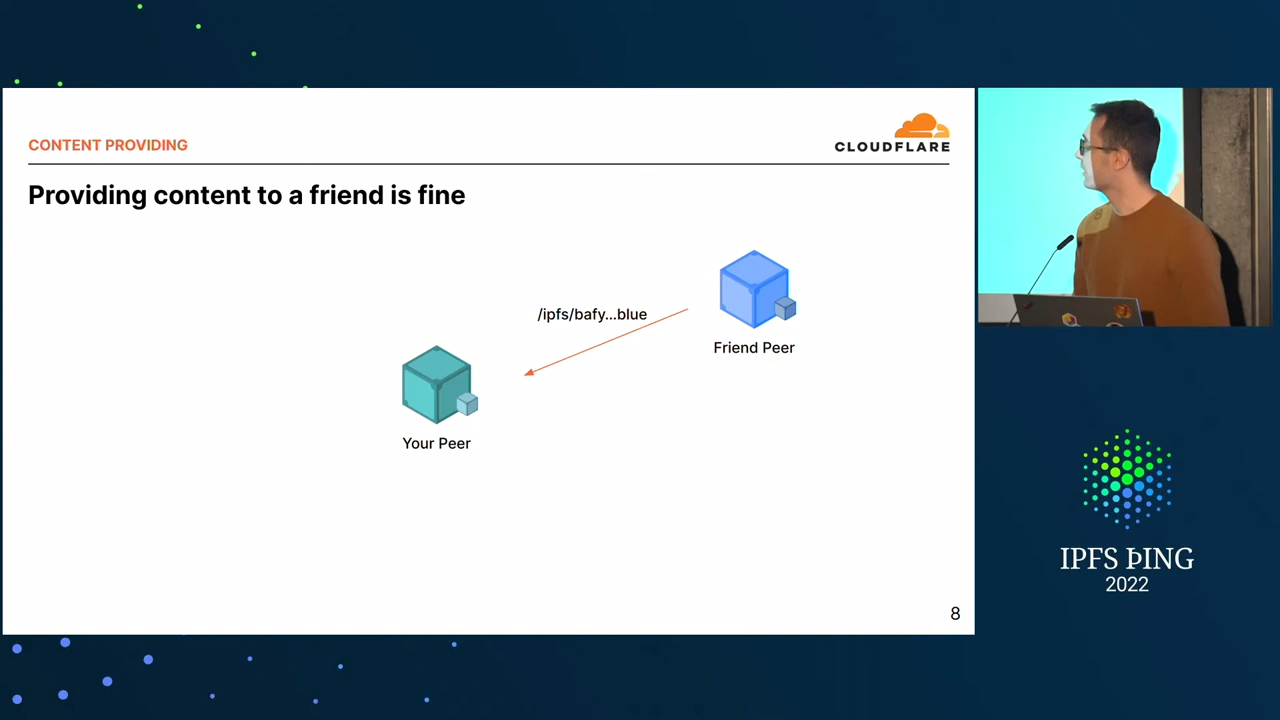 CONTENT PROVIDING
CLOUDFLARE
Providing content to a friend is fine
/ipfs/bafy...blue
Friend Peer
Your Peer
8
IPFS ÞING
2022